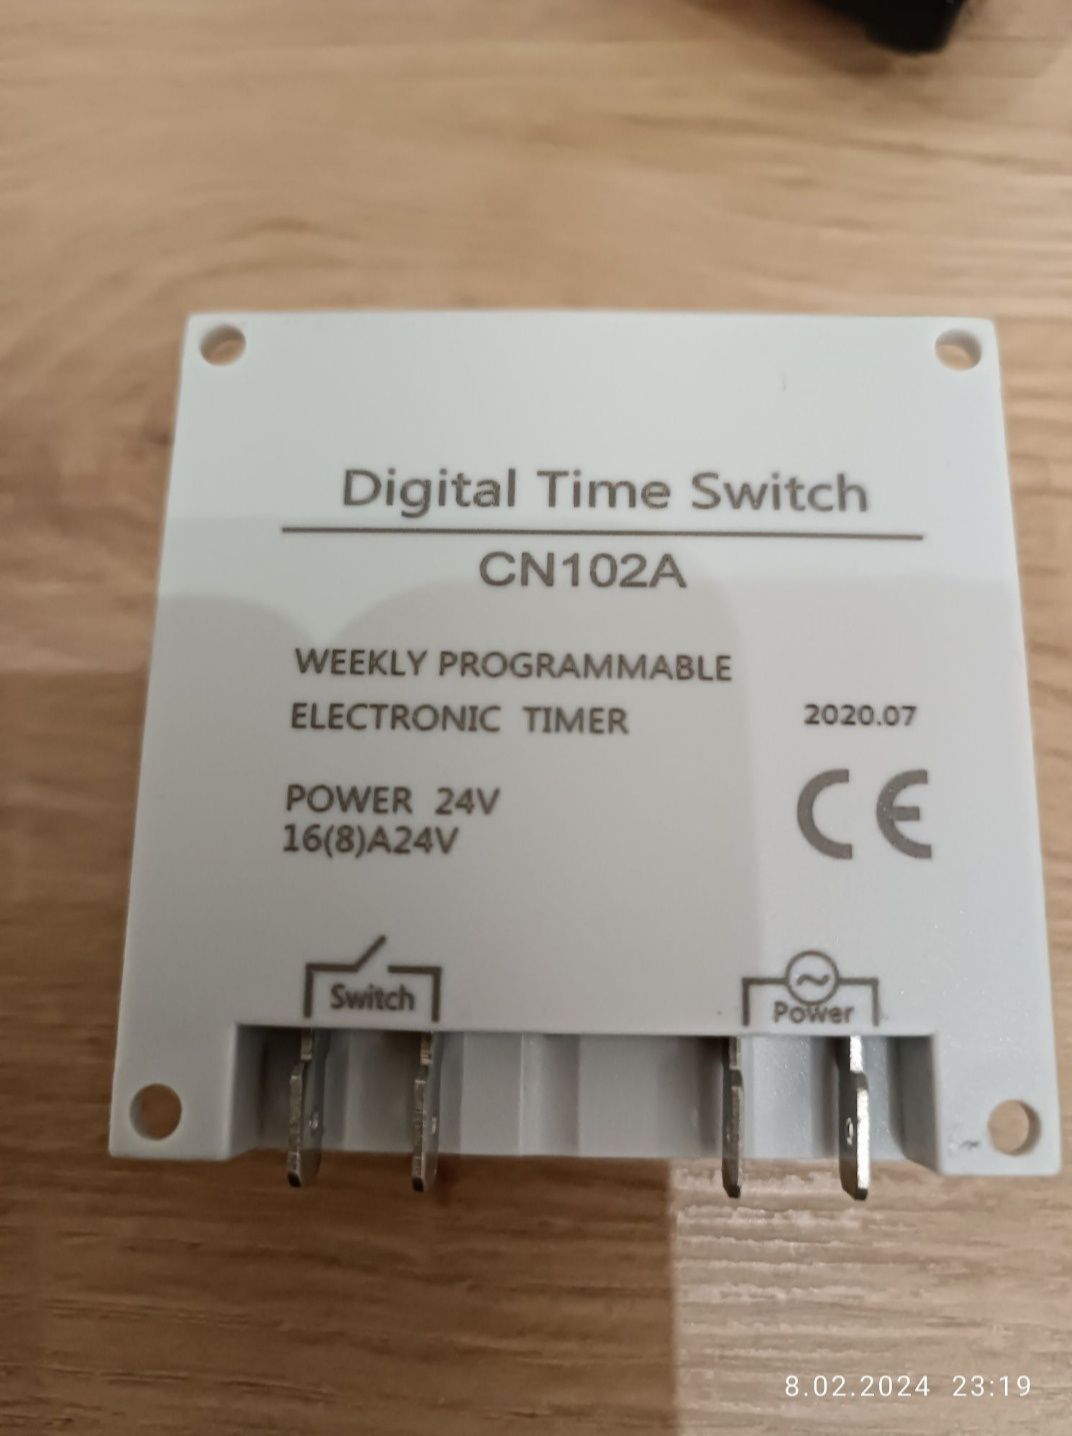 Digital Time Switch
CN102A
WEEKLY PROGRAMMABLE
ELECTRONIC TIMER
2020.07
POWER 24V
16(8)A24V
CE
Switch
Power
8.02.2024 23:19